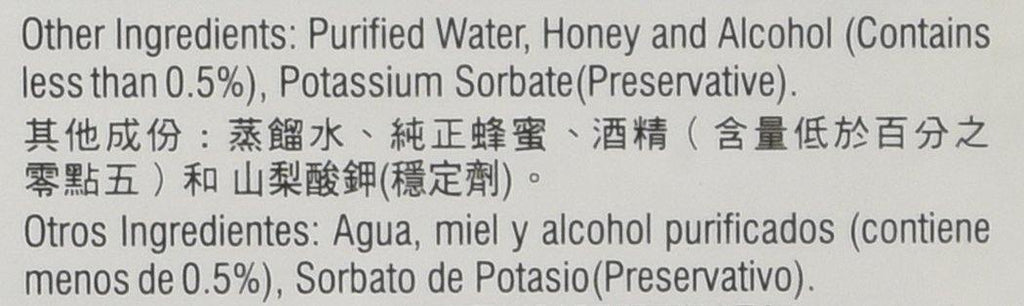 Other Ingredients: Purified Water, Honey and Alcohol (Contains
less than 0.5%), Potassium Sorbate(Preservative).
其他成份：蒸餾水、純正蜂蜜、酒精（含量低於百分之
零點五）和 山梨酸鉀(穩定劑)。
Otros Ingredientes: Agua, miel y alcohol purificados (contiene
menos de 0.5%), Sorbato de Potasio(Preservativo).